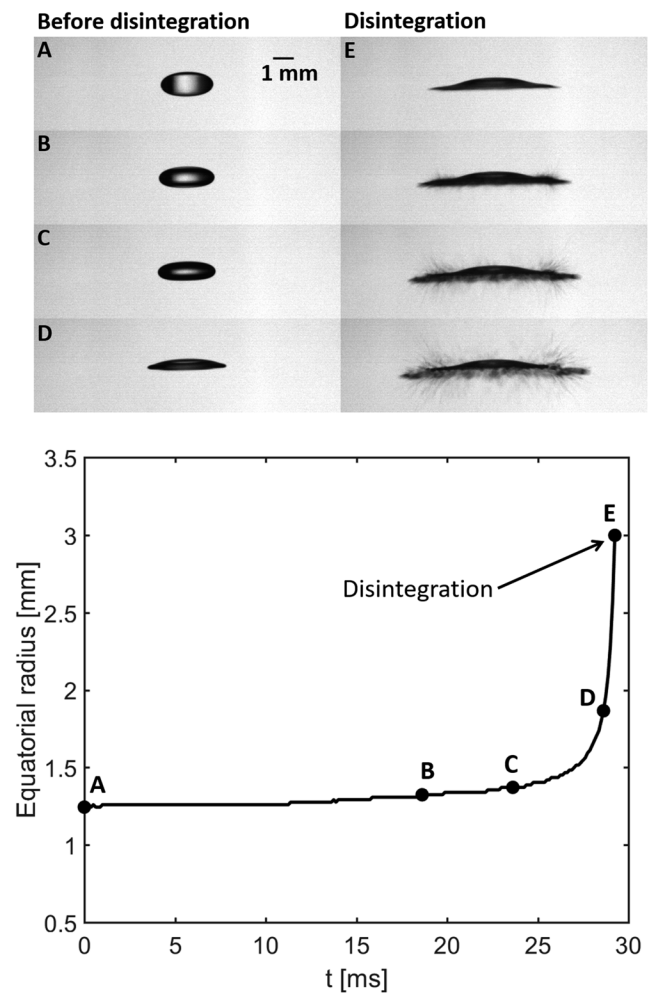 Before disintegration
Disintegration
A
1 mm
E
B
C
D
3.5
3
2.5
2
1.5
1
0.5
Equatorial radius [mm]
E
Disintegration
D
A
B
C
0
5
10
15
20
25
30
t [ms]